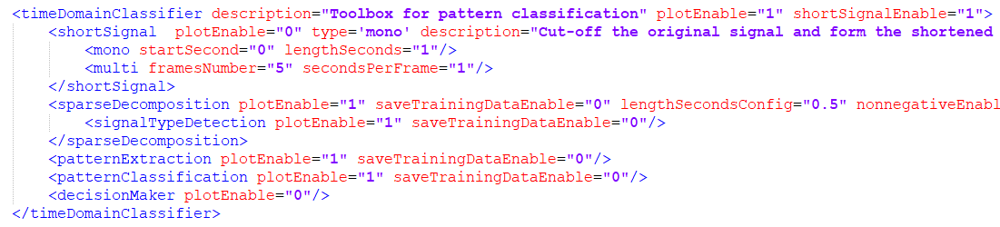 <timeDomainClassifier description="Toolbox for pattern classification" plotEnable="1" shortSignalEnable="1">
    <shortSignal  plotEnable="0" type='mono' description="Cut-off the original signal and form the shortened
        <mono startSecond="0" lengthSeconds="1"/>
        <multi framesNumber="5" secondsPerFrame="1"/>
    </shortSignal>
    <sparseDecomposition plotEnable="1" saveTrainingDataEnable="0" lengthSecondsConfig="0.5" nonnegativeEnabl
        <signalTypeDetection plotEnable="1" saveTrainingDataEnable="0"/>
    </sparseDecomposition>
    <patternExtraction plotEnable="1" saveTrainingDataEnable="0"/>
    <patternClassification plotEnable="1" saveTrainingDataEnable="0"/>
    <decisionMaker plotEnable="0"/>
</timeDomainClassifier>